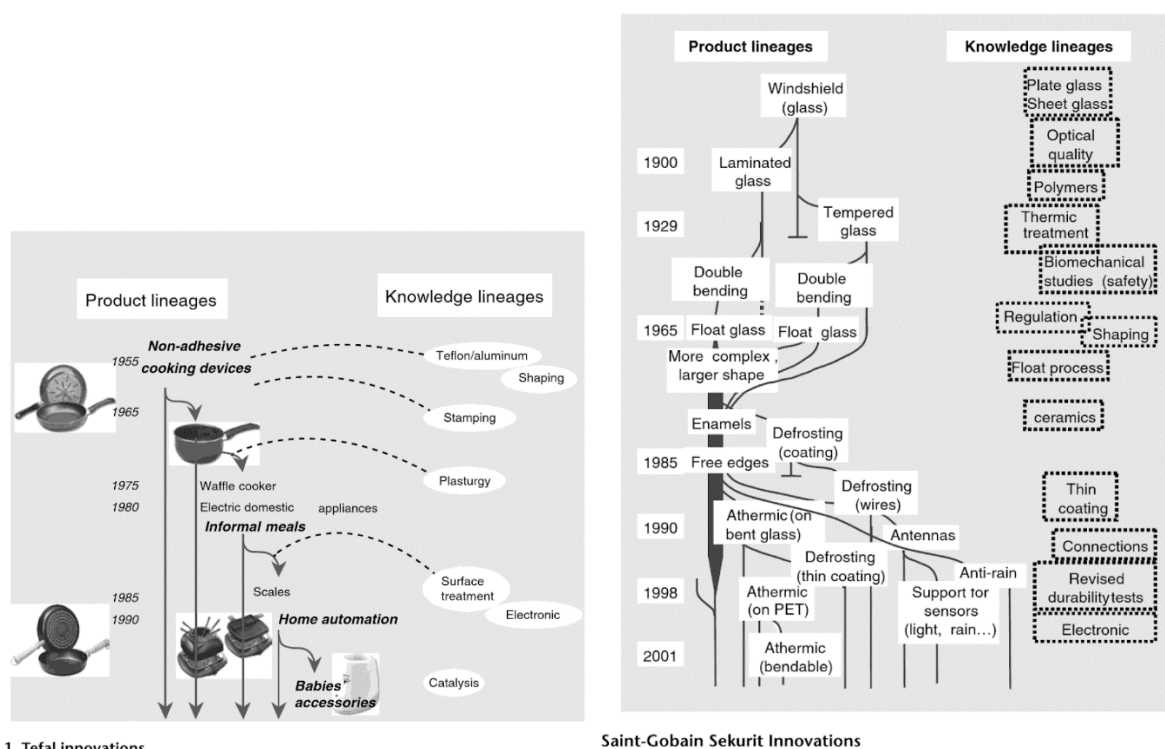 Product lineages
Knowledge lineages
Non-adhesive
cooking devices
1955
Teflon/aluminum
Shaping
1965
Stamping
1975
Waffle cooker
Plasturgy
1980
Electric domestic appliances
Informal meals
Surface
treatment
1985
Scales
Electronic
1990
Home automation
Babies'
accessories
Catalysis
1. Tefal innovations
Product lineages
Knowledge lineages
Windshield
(glass)
Plate glass
Sheet glass
Optical
quality
1900
Laminated
glass
Polymers
1929
Tempered
glass
Thermic
treatment
Biomechanical
studies (safety)
Double
bending
Double
bending
Regulation
Shaping
1965
Float glass
Float glass
More complex,
larger shape
Float process
Enamels
ceramics
Defrosting
(coating)
1985
Free edges
Defrosting
(wires)
Thin
coating
1990
Athermic (on
bent glass)
Antennas
Connections
Defrosting
(thin coating)
Anti-rain
1998
Athermic
(on PET)
Support for
sensors
(light, rain...)
Revised
durabilitytests
Electronic
2001
Athermic
(bendable)
Saint-Gobain Sekurit Innovations